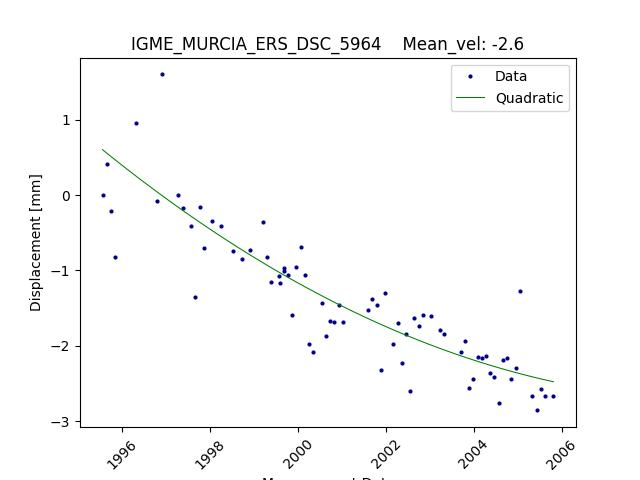 IGME_MURCIA_ERS_DSC_5964 Mean_vel: -2.6
Data
Quadratic
Displacement [mm]
1
0
−1
−2
−3
1996
1998
2000
2002
2004
2006